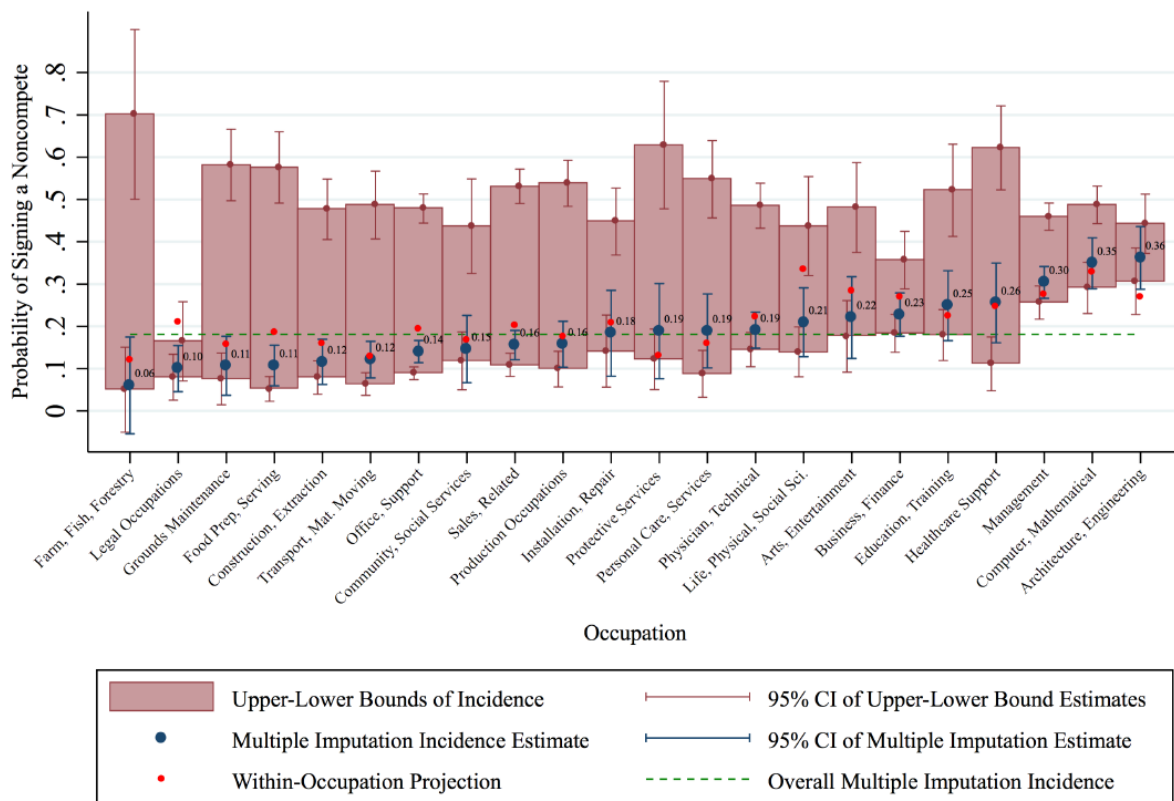 Probability of Signing a Noncompete
.8
.7
.6
.5
.4
.3
.2
.1
0
0.06
0.10
0.11
0.11
0.12
0.12
0.14
0.15
0.16
0.16
0.18
0.19
0.19
0.19
0.21
0.22
0.23
0.25
0.26
0.30
0.35
0.36
Farm, Fish, Forestry
Legal Occupations
Grounds Maintenance
Food Prep, Serving
Construction, Extraction
Transport, Mat. Moving
Office, Support
Community, Social Services
Sales, Related
Production Occupations
Installation, Repair
Protective Services
Personal Care, Services
Physician, Technical
Life, Physical, Social Sci.
Arts, Entertainment
Business, Finance
Education, Training
Healthcare Support
Management
Computer, Mathematical
Architecture, Engineering
Occupation
Upper-Lower Bounds of Incidence
95% CI of Upper-Lower Bound Estimates
Multiple Imputation Incidence Estimate
95% CI of Multiple Imputation Estimate
Within-Occupation Projection
Overall Multiple Imputation Incidence